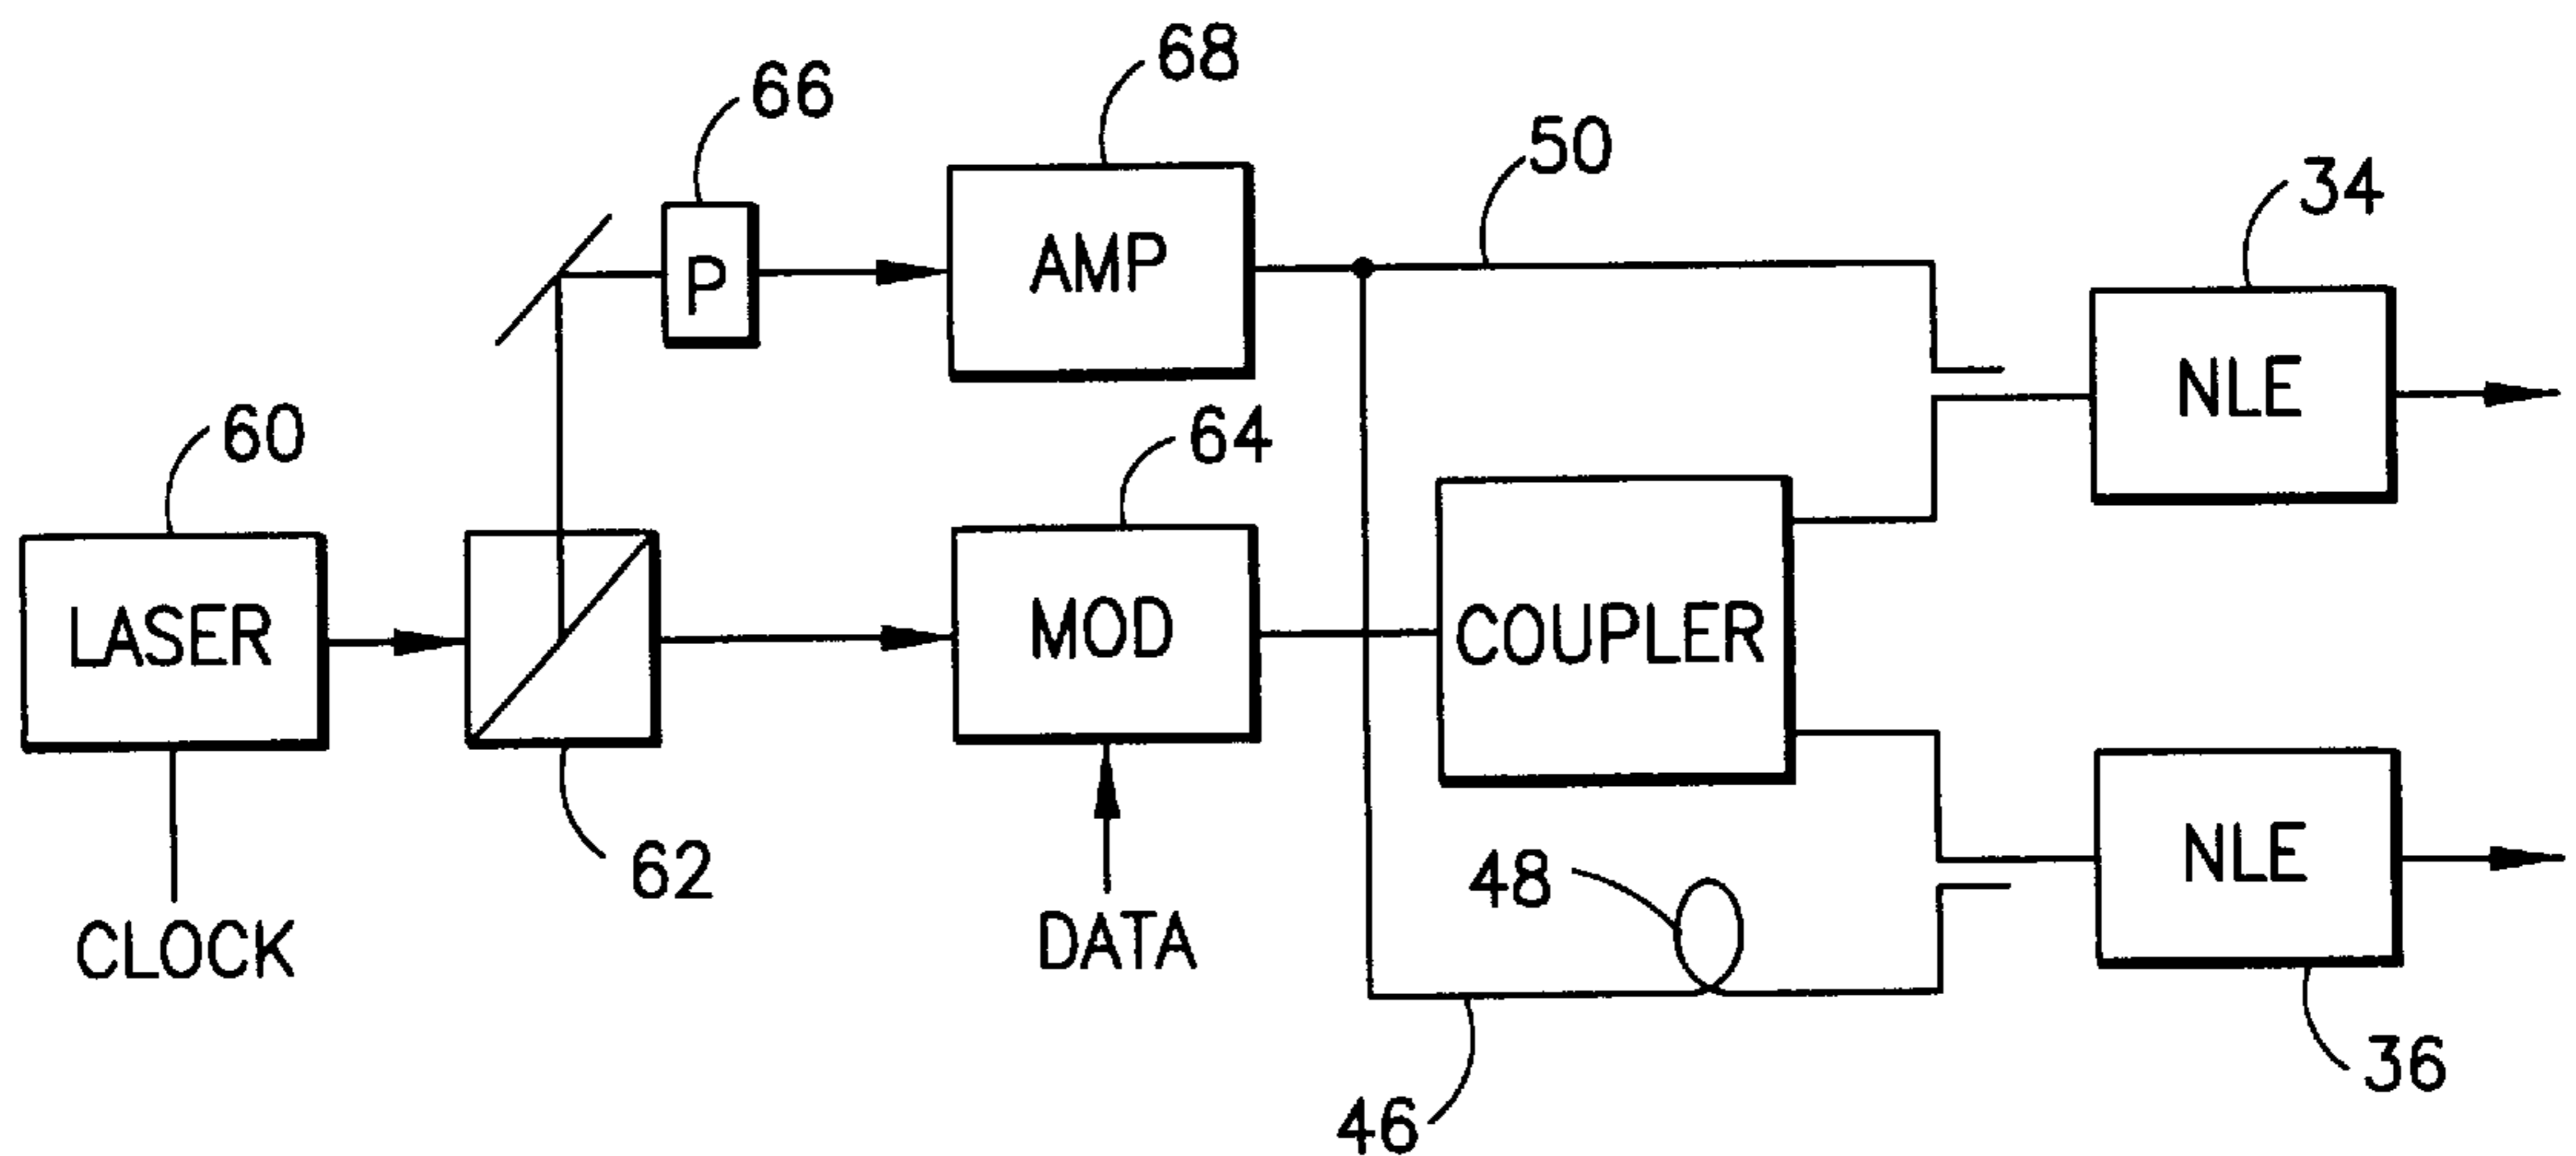 68
66
50
34
P
AMP
NLE
60
64
LASER
MOD
COUPLER
62
48
NLE
CLOCK
DATA
36
46